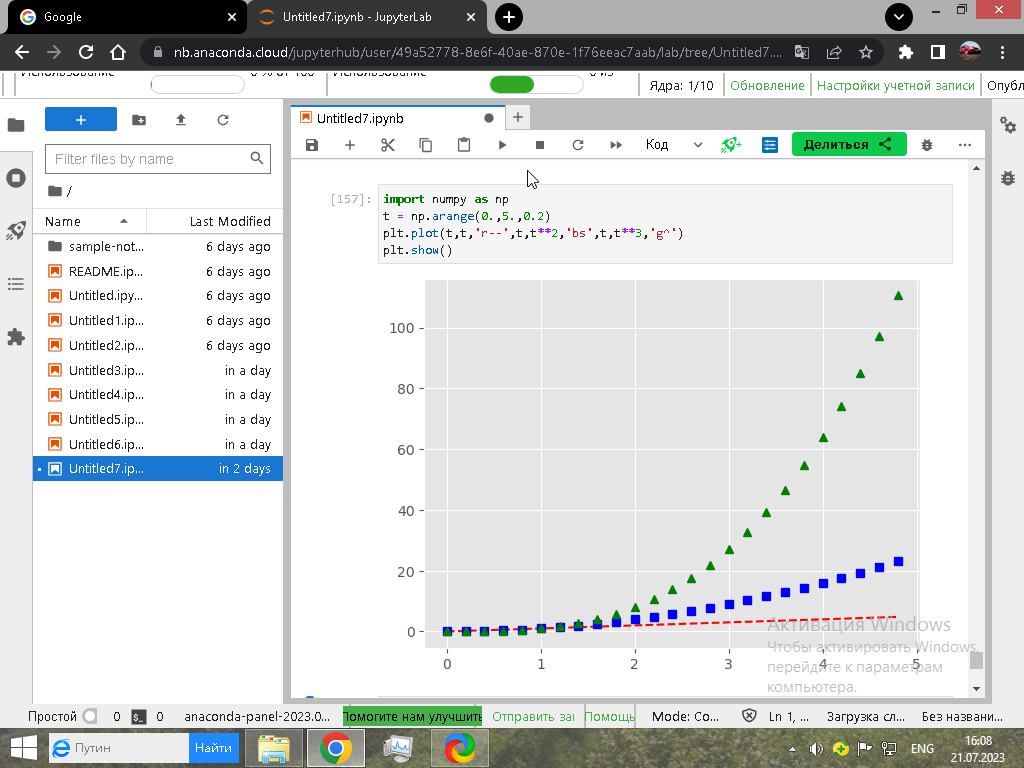 Google
Untitled7.ipynb - JupyterLab
nb.anaconda.cloud/jupyterhub/user/49a52778-8e6f-40ae-870e-1f76eeac7aab/lab/tree/Untitled7....
Использование 0 % от 100 Использование 0 из
Ядра: 1/10 Обновление Настройки учетной записи Опубл
Untitled7.ipynb
Код Делиться
Filter files by name
/
Name Last Modified
sample-not... 6 days ago
README.ip... 6 days ago
Untitled.ipy... 6 days ago
Untitled1.ip... 6 days ago
Untitled2.ip... 6 days ago
Untitled3.ip... in a day
Untitled4.ip... in a day
Untitled5.ip... in a day
Untitled6.ip... in a day
Untitled7.ip... in 2 days
[157]: import numpy as np
t = np.arange(0.,5.,0.2)
plt.plot(t,t,'r--',t,t**2,'bs',t,t**3,'g^')
plt.show()
100
80
60
40
20
0
0 1 2 3 4 5
Активация Windows
Чтобы активировать Windows,
перейдите к параметрам
компьютера.
Простой 0 $_ 0 anaconda-panel-2023.0... Помогите нам улучшить Отправить заг Помощь Mode: Co... Ln 1, ... Загрузка сл... Без названи...
Путин Найти
ENG
16:08
21.07.2023